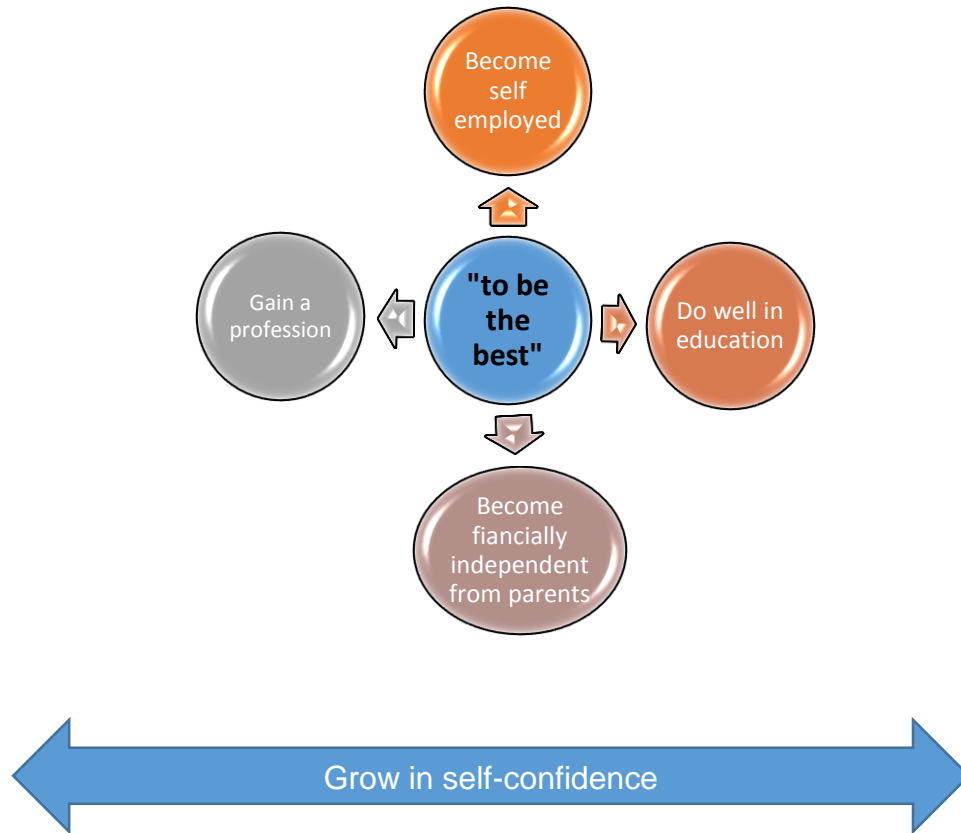 Become
self
employed
Gain a
profession
"to be
the
best"
Do well in
education
Become
fiancially
independent
from parents
Grow in self-confidence